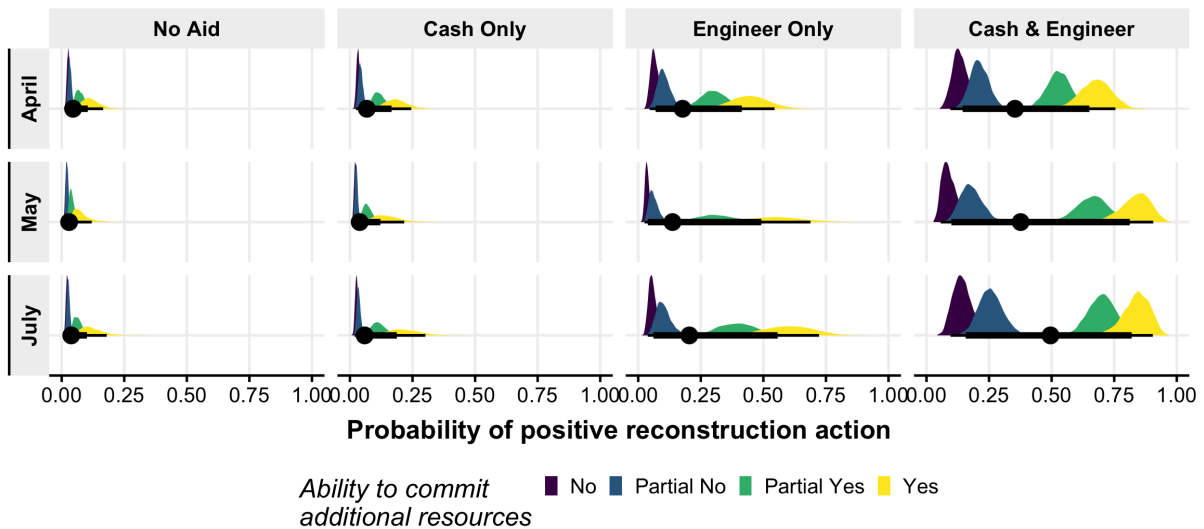 No Aid Cash Only Engineer Only Cash & Engineer
April
May
July
0.00 0.25 0.50 0.75 1.00 0.00 0.25 0.50 0.75 1.00 0.00 0.25 0.50 0.75 1.00 0.00 0.25 0.50 0.75 1.00
Probability of positive reconstruction action
Ability to commit No Partial No Partial Yes Yes
additional resources